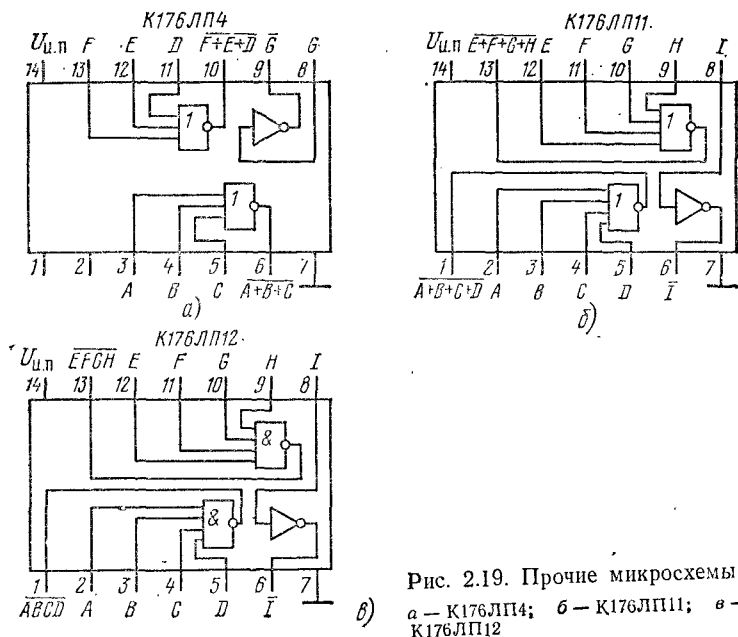 К176ЛП4
Uи.п F E D F+E+D G G
14 13 12 11 10 9 8
1
1
1 2 3 4 5 6 7
A B C A+B+C
а)
К176ЛП11
Uи.п E+F+G+H E F G H I
14 13 12 11 10 9 8
1
1
1 2 3 4 5 6 7
A+B+C+D A B C D I
б)
К176ЛП12
Uи.п EFGH E F G H I
14 13 12 11 10 9 8
&
&
1 2 3 4 5 6 7
ABCD A B C D I
в)
Рис. 2.19. Прочие микросхемы
а — К176ЛП4; б — К176ЛП11; в —
К176ЛП12